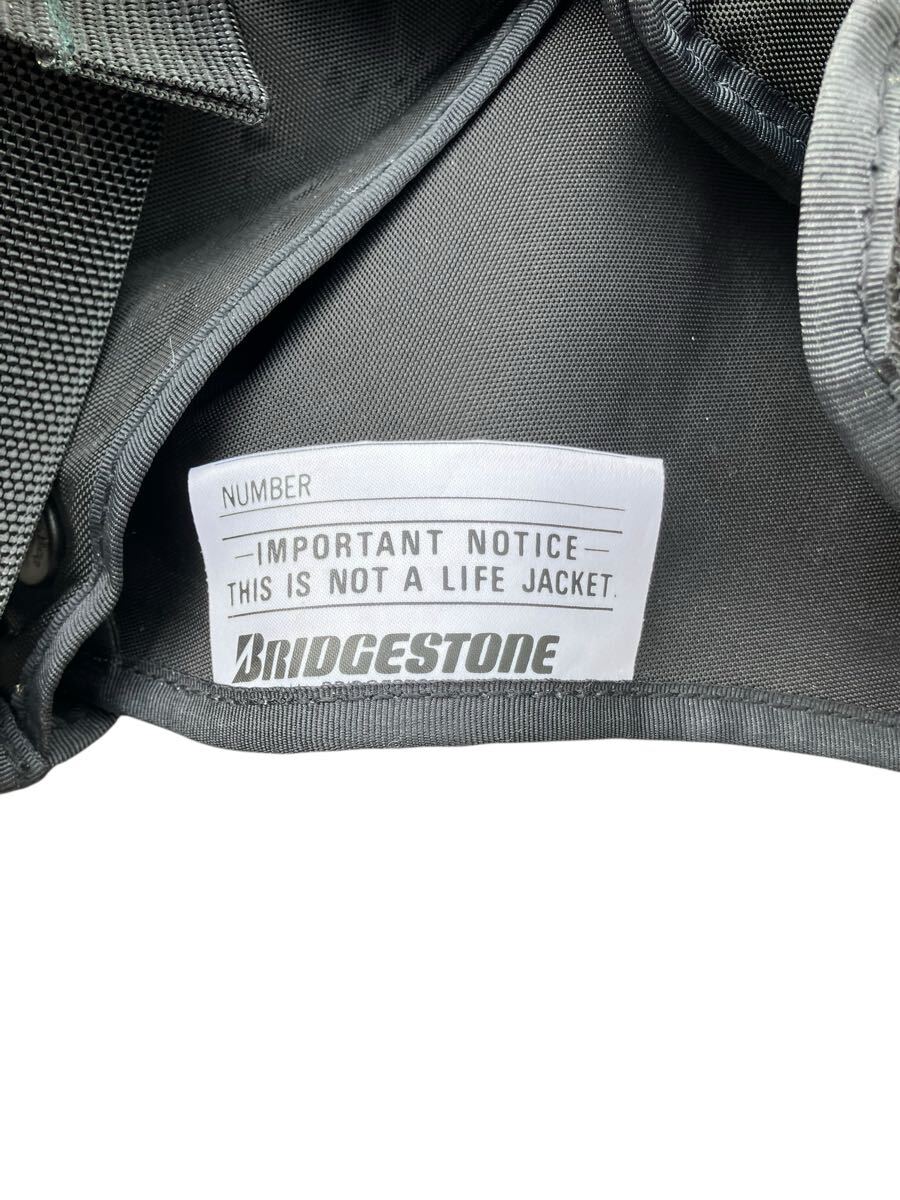 NUMBER
—IMPORTANT NOTICE—
THIS IS NOT A LIFE JACKET.
BRIDGESTONE